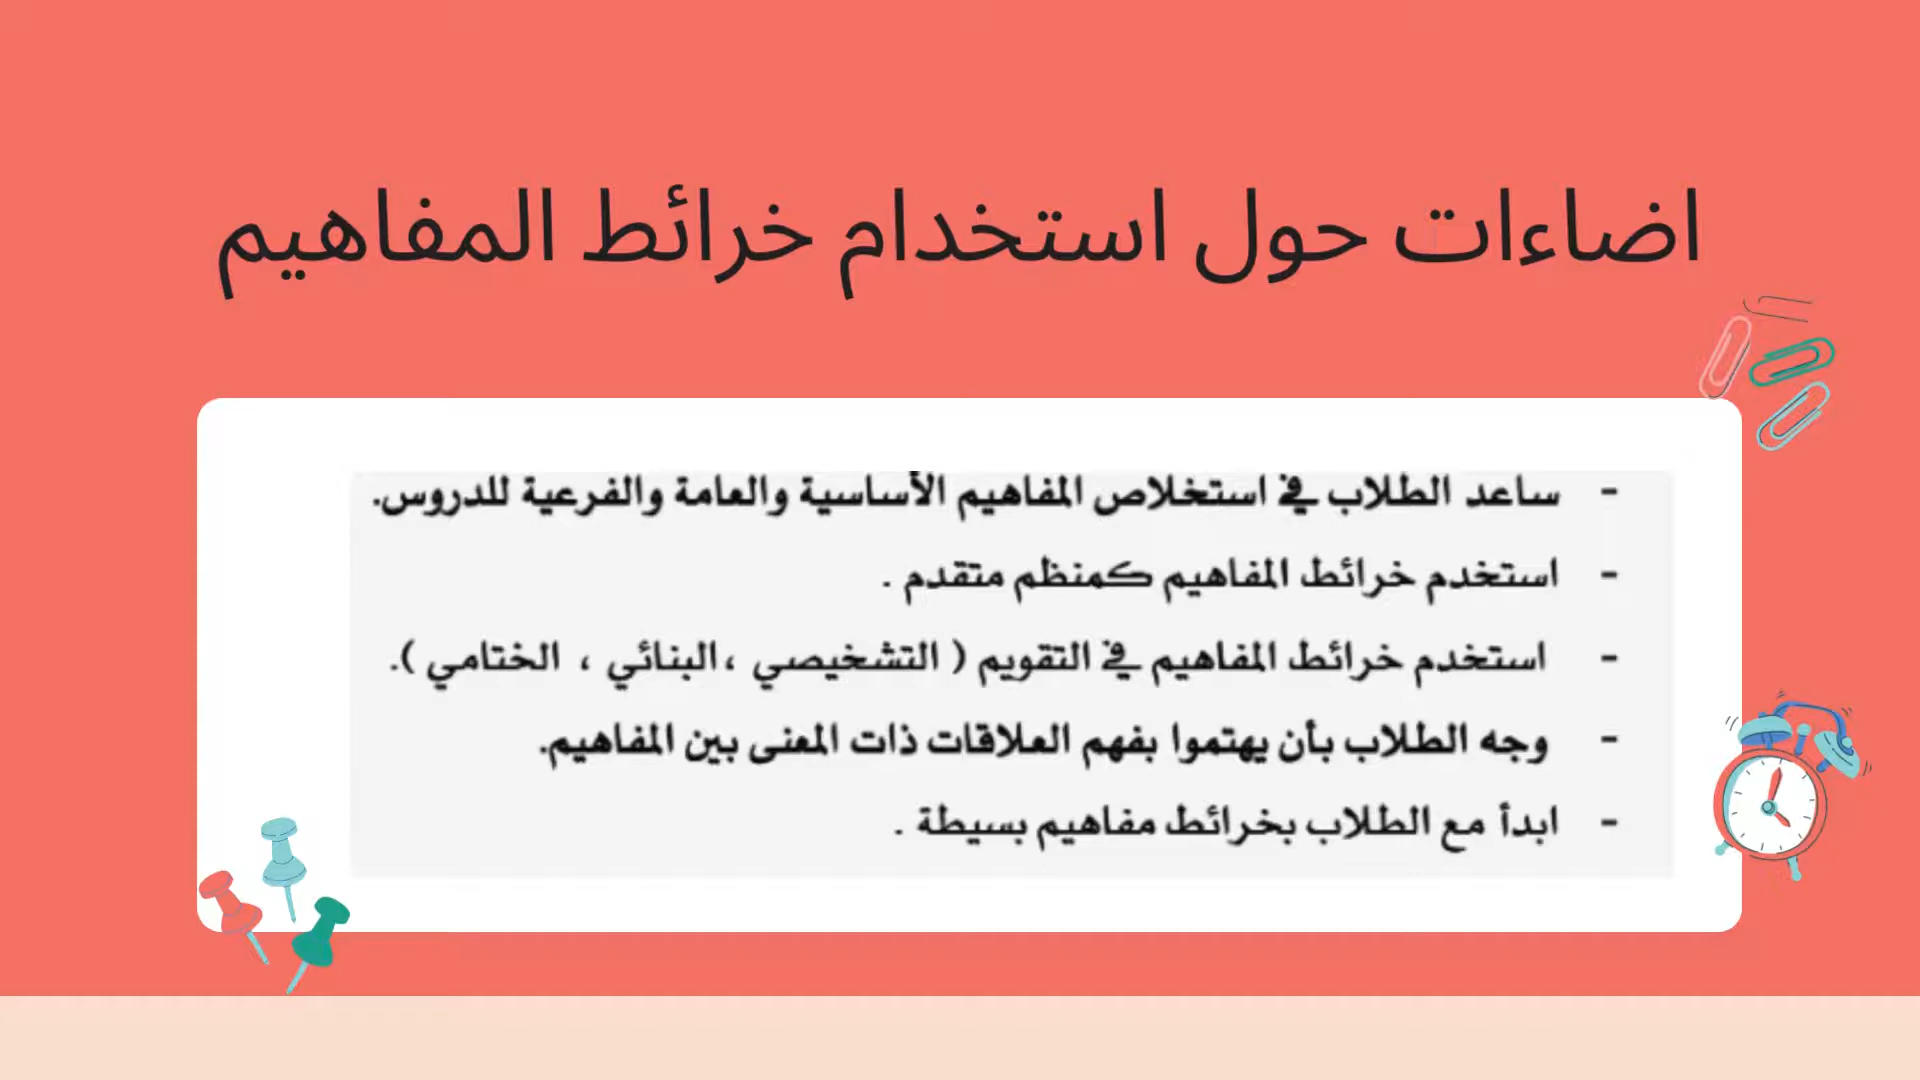 اضاءات حول استخدام خرائط المفاهيم
- ساعد الطلاب في استخلاص المفاهيم الأساسية والعامة والفرعية للدروس.
- استخدم خرائط المفاهيم كمنظم متقدم .
- استخدم خرائط المفاهيم في التقويم ( التشخيصي ، البنائي ، الختامي ).
- وجه الطلاب بأن يهتموا بفهم العلاقات ذات المعنى بين المفاهيم.
- ابدأ مع الطلاب بخرائط مفاهيم بسيطة .